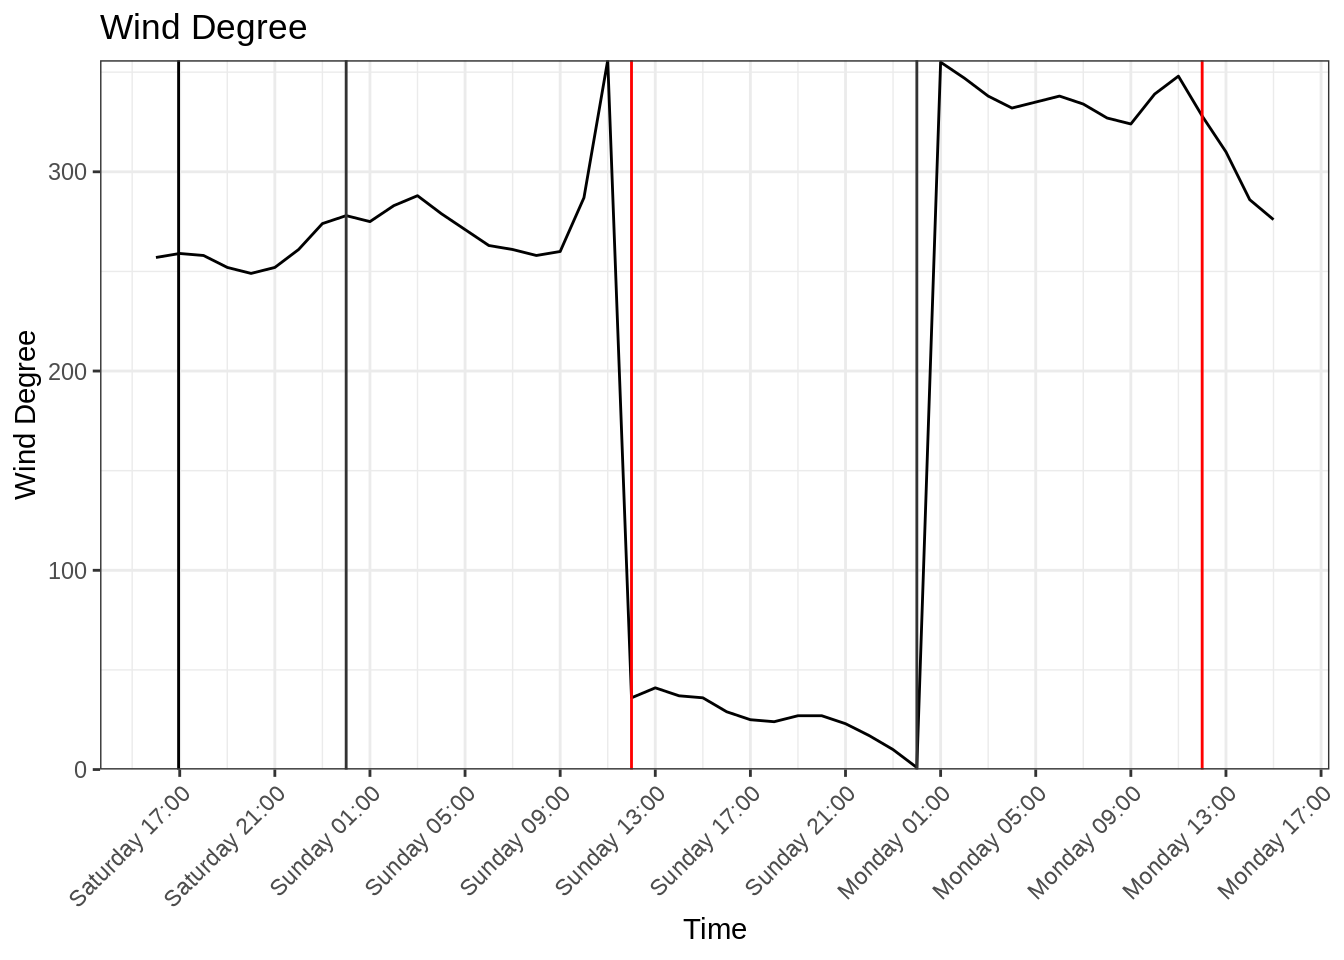 Wind Degree
Wind Degree
300
200
100
0
Saturday 17:00
Saturday 21:00
Sunday 01:00
Sunday 05:00
Sunday 09:00
Sunday 13:00
Sunday 17:00
Sunday 21:00
Monday 01:00
Monday 05:00
Monday 09:00
Monday 13:00
Monday 17:00
Time